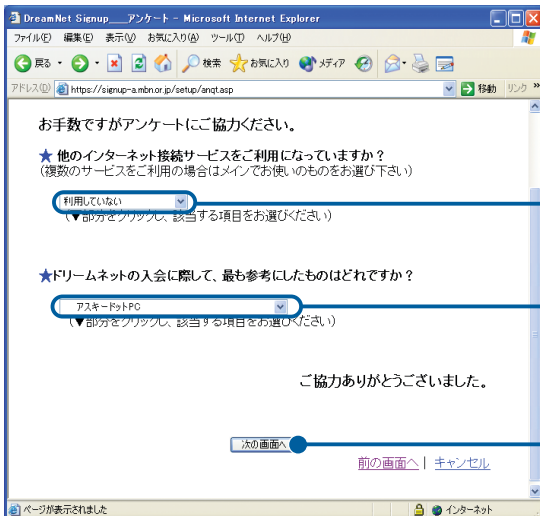 DreamNet Signup___アンケート - Microsoft Internet Explorer
ファイル(F) 編集(E) 表示(V) お気に入り(A) ツール(T) ヘルプ(H)
戻る 検索 お気に入り メディア
アドレス(D) https://signup-a.mbn.or.jp/setup/anqt.asp 移動 リンク »
お手数ですがアンケートにご協力ください。
★ 他のインターネット接続サービスをご利用になっていますか？
(複数のサービスをご利用の場合はメインでお使いのものをお選び下さい)
利用していない
(▼部分をクリックし、該当する項目をお選びください)
★ドリームネットの入会に際して、最も参考にしたものはどれですか？
アスキードットPC
(▼部分をクリックし、該当する項目をお選びください)
ご協力ありがとうございました。
次の画面へ
前の画面へ | キャンセル
ページが表示されました インターネット